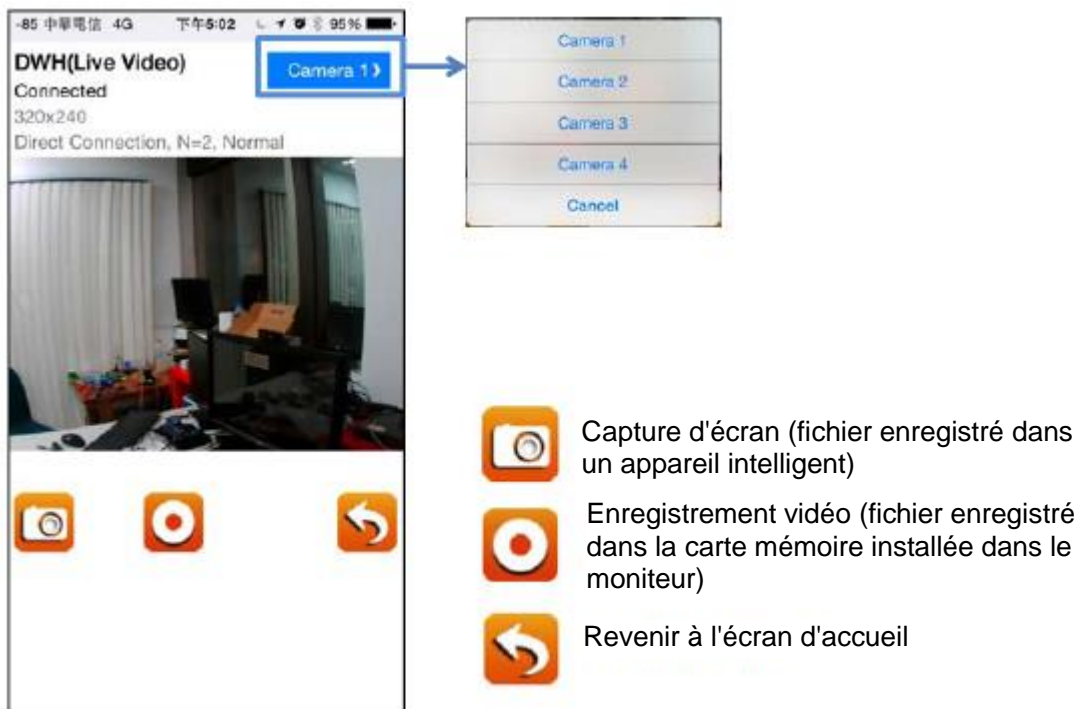 -85 中華電信 4G 下午5:02 95%
DWH(Live Video)
Camera 1 ❯
Connected
320x240
Direct Connection, N=2, Normal
Camera 1
Camera 2
Camera 3
Camera 4
Cancel
Capture d'écran (fichier enregistré dans
un appareil intelligent)
Enregistrement vidéo (fichier enregistré
dans la carte mémoire installée dans le
moniteur)
Revenir à l'écran d'accueil